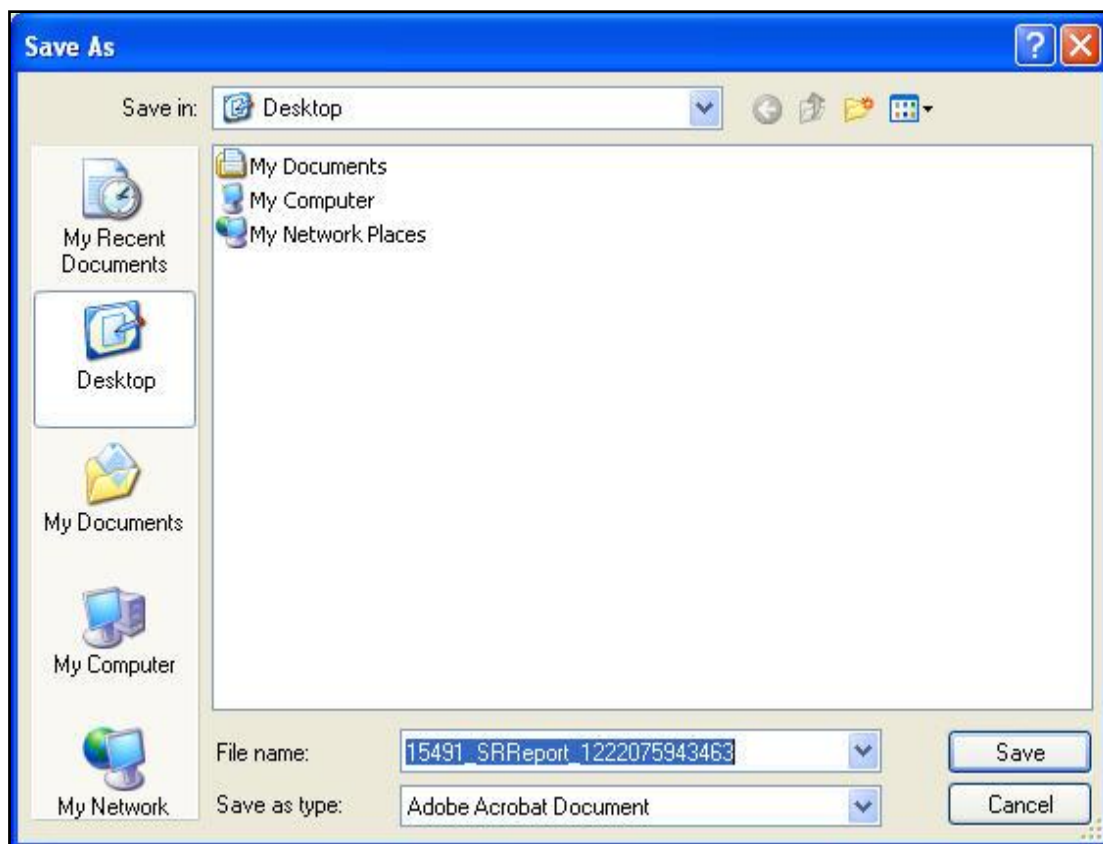 Save As
Save in: Desktop
My Recent
Documents
Desktop
My Documents
My Computer
My Network
My Documents
My Computer
My Network Places
File name: 15491_SRReport_1222075943463
Save
Save as type: Adobe Acrobat Document
Cancel